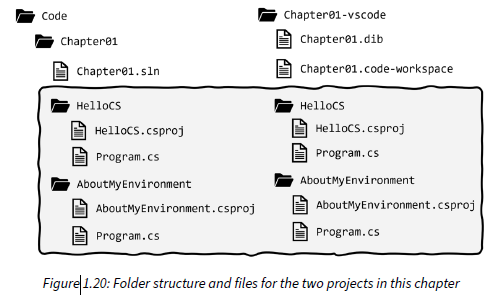 Code
Chapter01
Chapter01.sln
HelloCS
HelloCS.csproj
Program.cs
AboutMyEnvironment
AboutMyEnvironment.csproj
Program.cs
Chapter01-vscode
Chapter01.dib
Chapter01.code-workspace
HelloCS
HelloCS.csproj
Program.cs
AboutMyEnvironment
AboutMyEnvironment.csproj
Program.cs
Figure 1.20: Folder structure and files for the two projects in this chapter